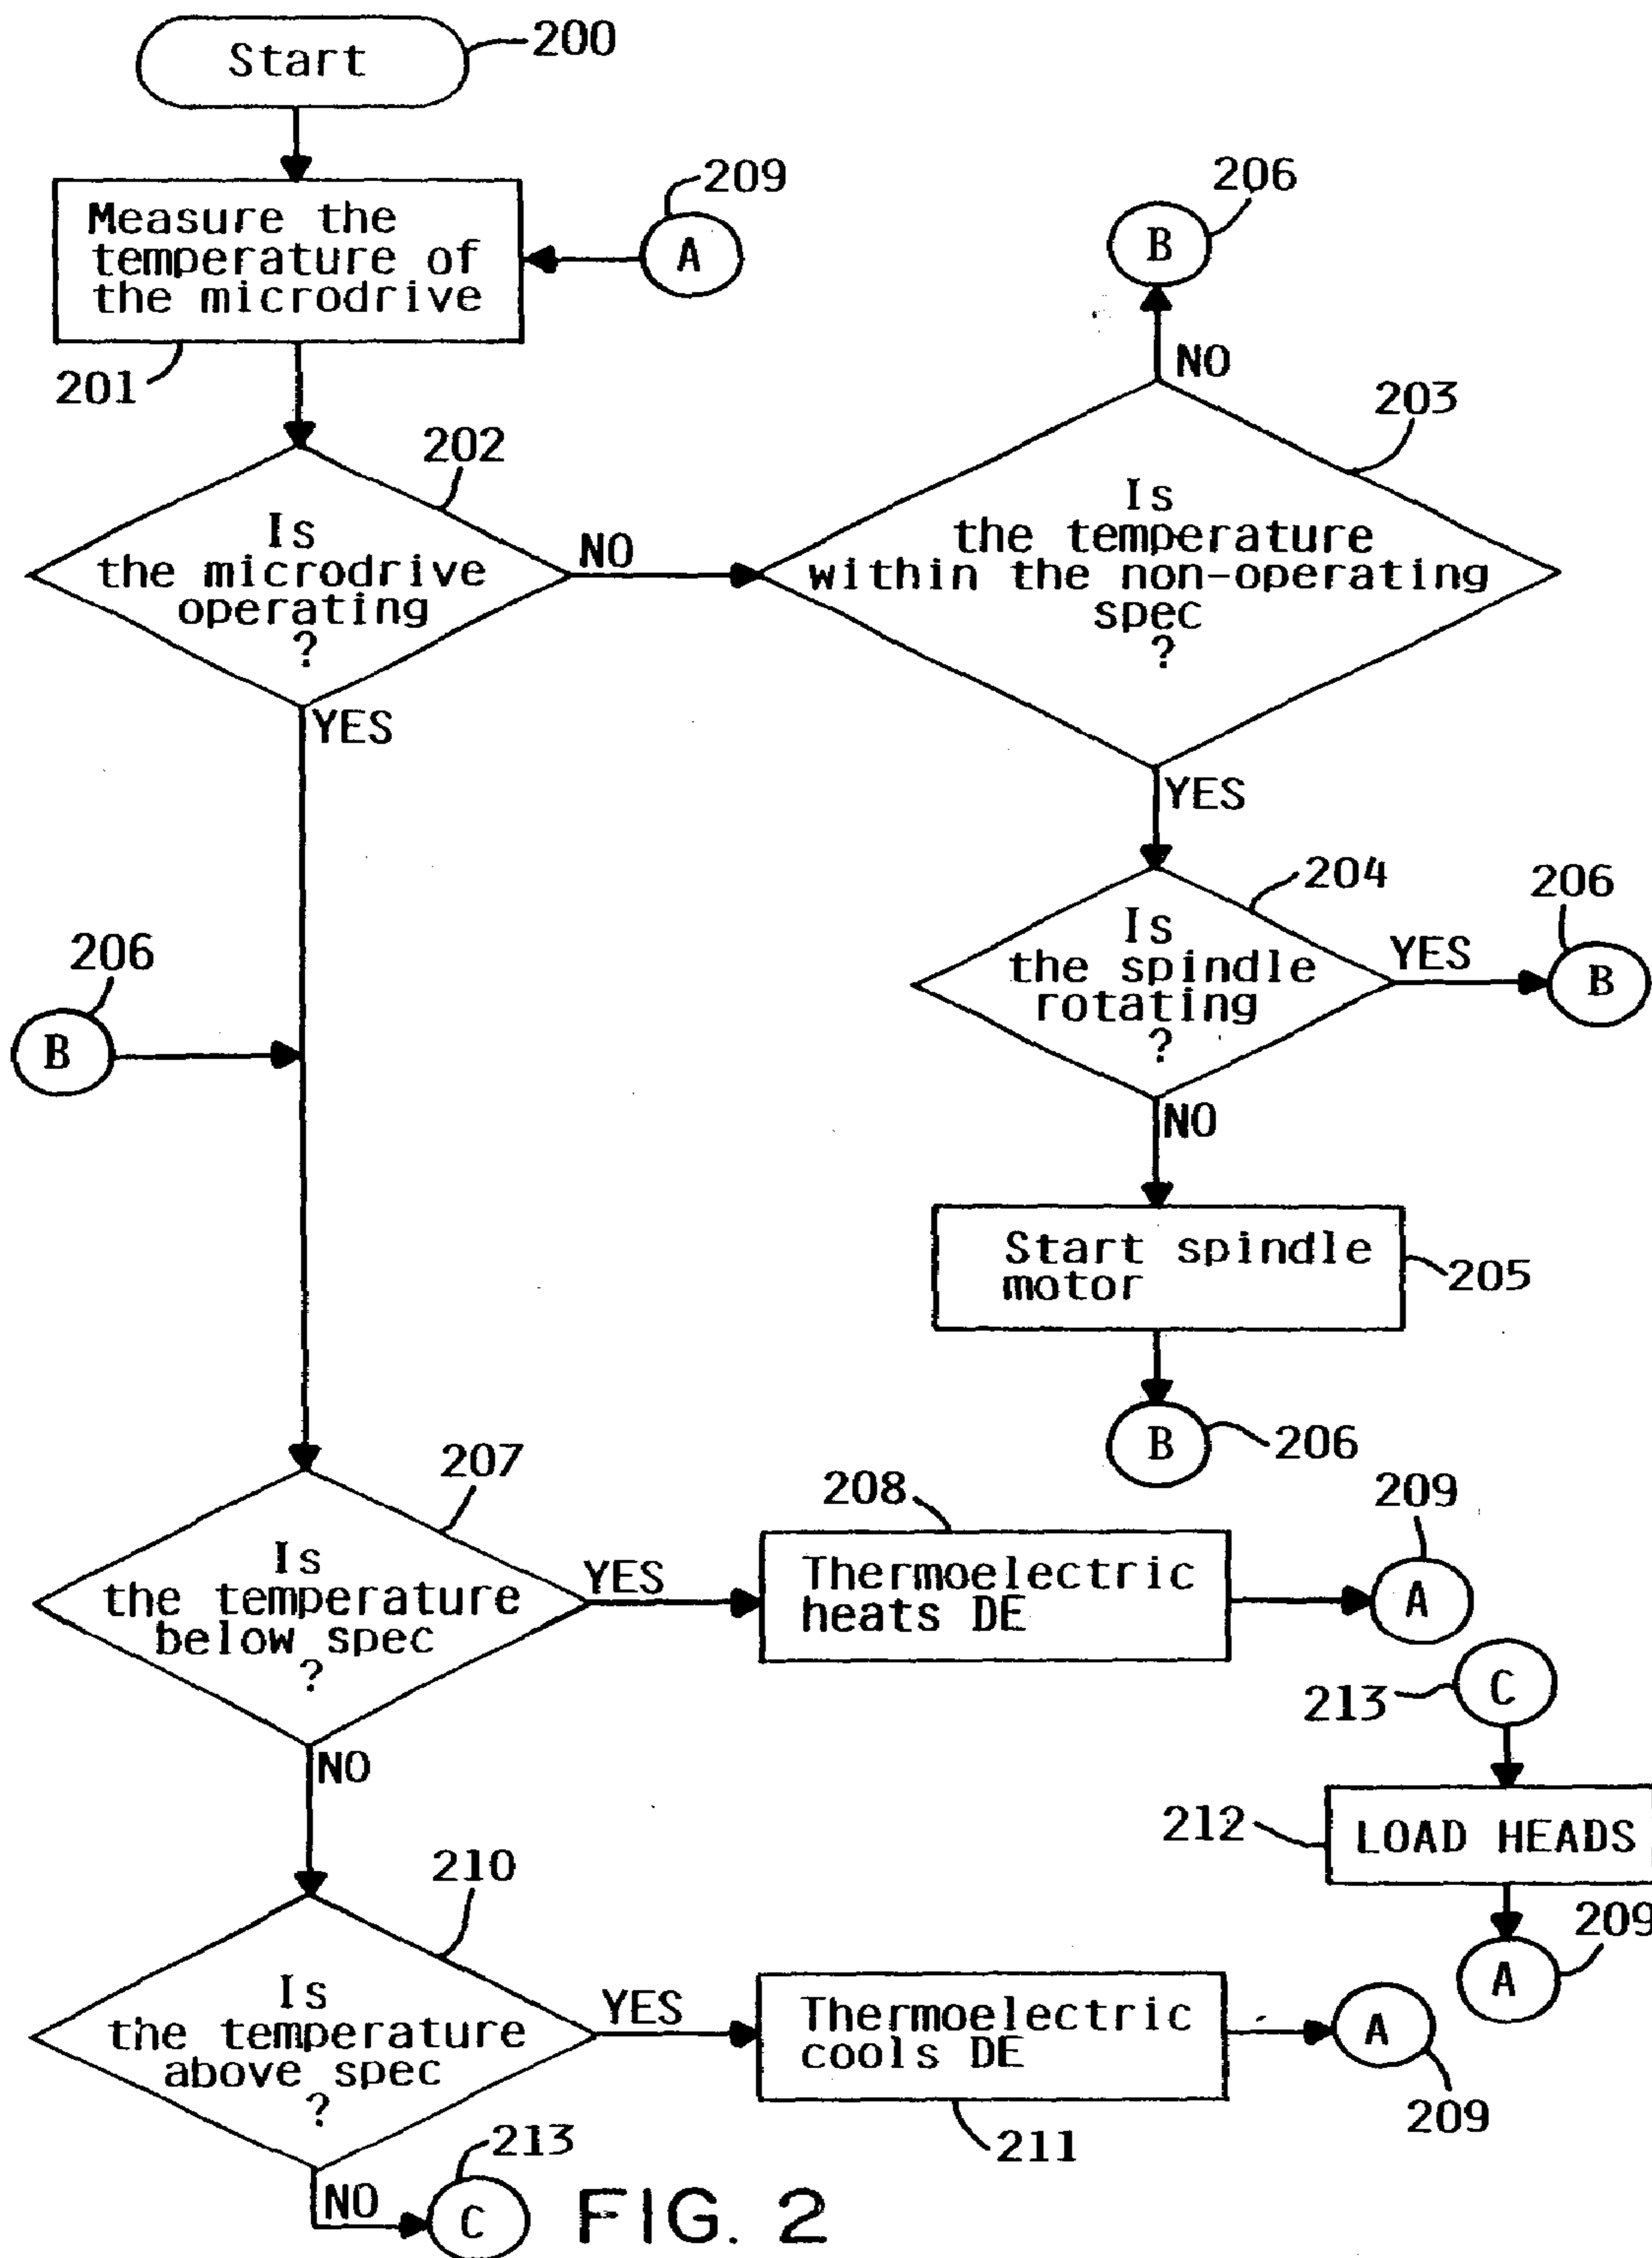 Start
200
Measure the
temperature of
the microdrive
201
A
209
B
206
Is
the microdrive
operating
?
202
NO
YES
Is
the temperature
within the non-operating
spec
?
203
NO
YES
Is
the spindle
rotating
?
204
YES
B
206
NO
Start spindle
motor
205
B
206
B
206
Is
the temperature
below spec
?
207
YES
Thermoelectric
heats DE
208
A
209
NO
C
213
LOAD HEADS
212
A
209
Is
the temperature
above spec
?
210
YES
Thermoelectric
cools DE
211
A
209
NO
C
213
FIG. 2